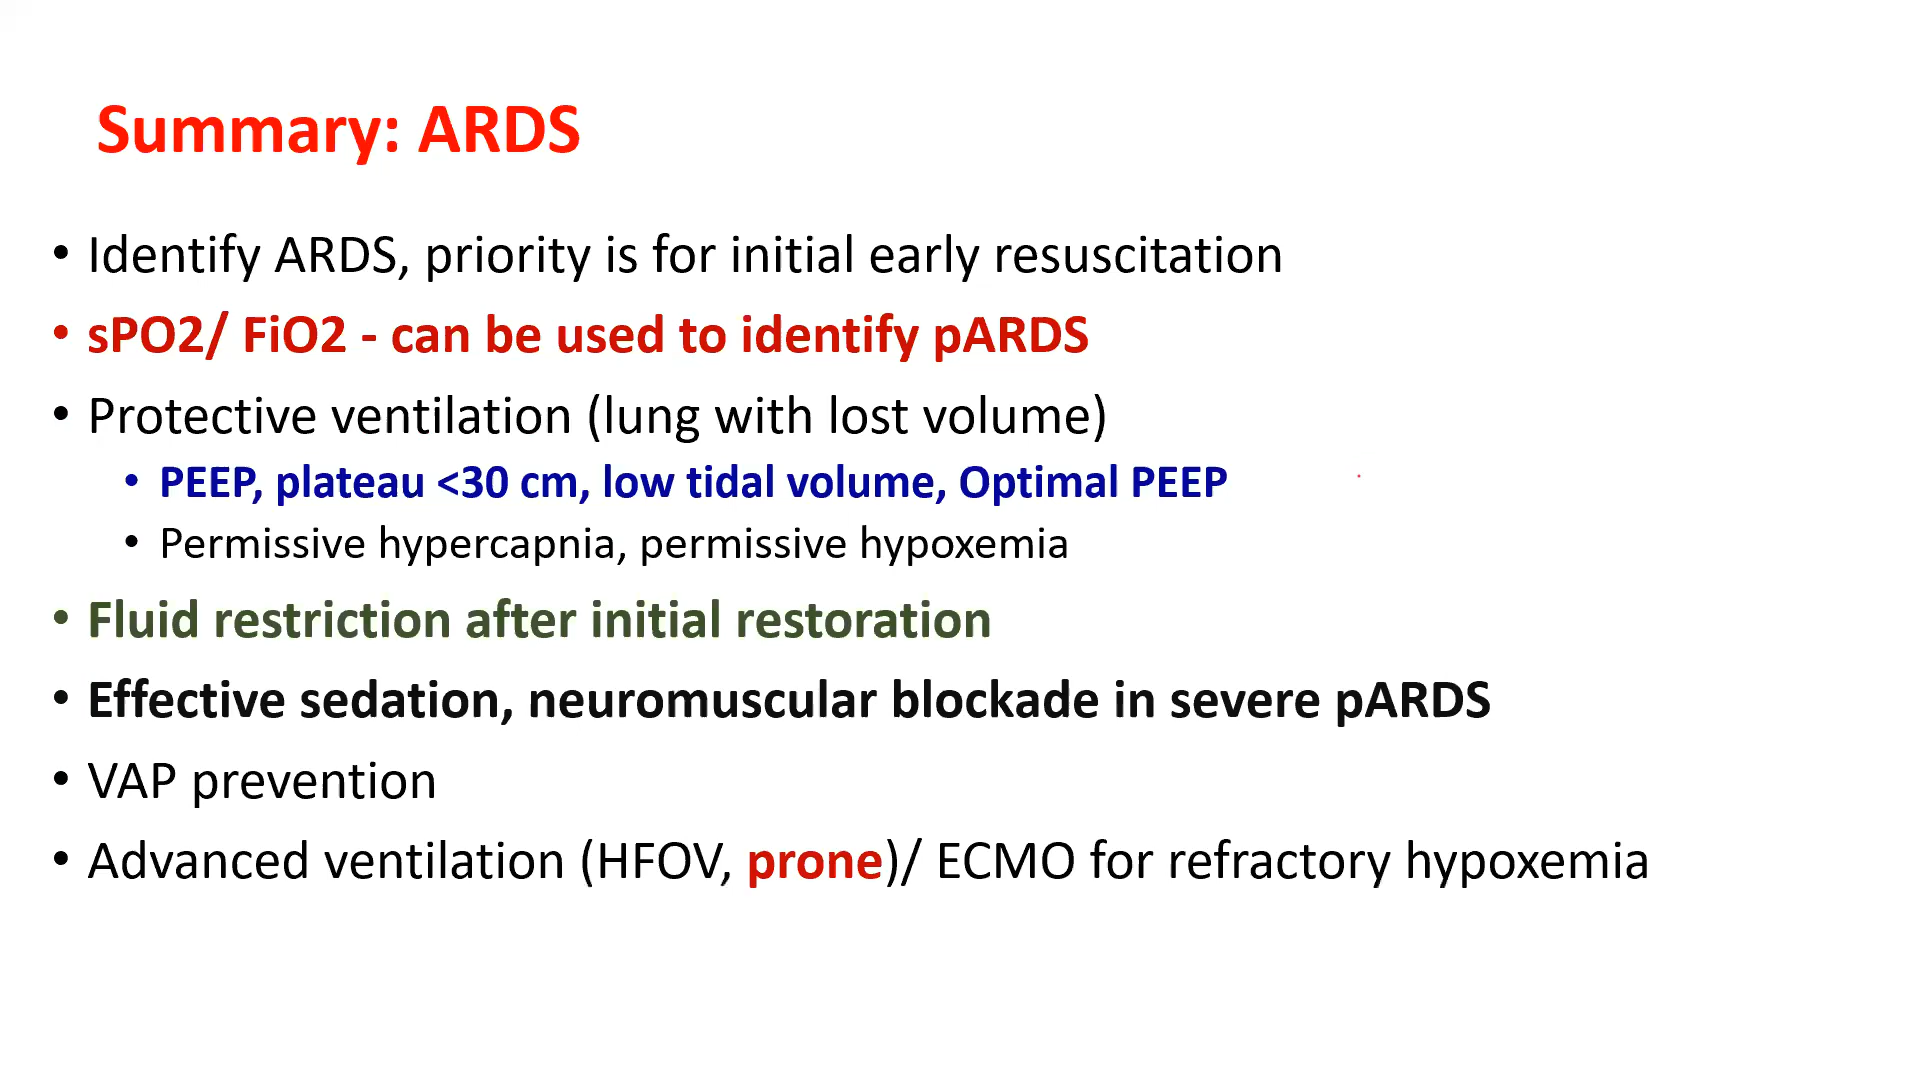 Summary: ARDS
• Identify ARDS, priority is for initial early resuscitation
• sPO2/ FiO2 - can be used to identify pARDS
• Protective ventilation (lung with lost volume)
• PEEP, plateau <30 cm, low tidal volume, Optimal PEEP
• Permissive hypercapnia, permissive hypoxemia
• Fluid restriction after initial restoration
• Effective sedation, neuromuscular blockade in severe pARDS
• VAP prevention
• Advanced ventilation (HFOV, prone)/ ECMO for refractory hypoxemia